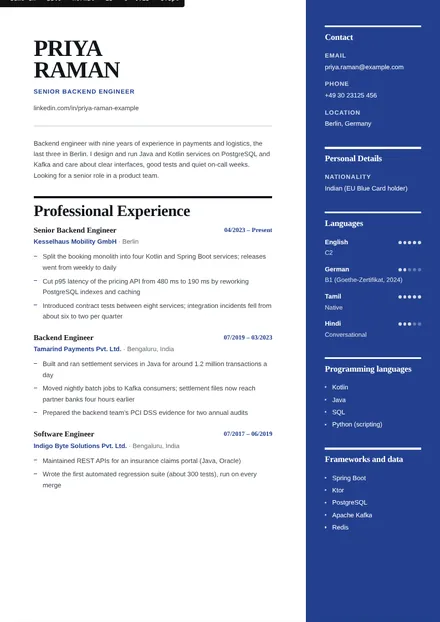 PRIYA
RAMAN
SENIOR BACKEND ENGINEER
linkedin.com/in/priya-raman-example
Backend engineer with nine years of experience in payments and logistics, the
last three in Berlin. I design and run Java and Kotlin services on PostgreSQL and
Kafka and care about clear interfaces, good tests and quiet on-call weeks.
Looking for a senior role in a product team.
Professional Experience
Senior Backend Engineer 04/2023 – Present
Kesselhaus Mobility GmbH · Berlin
– Split the booking monolith into four Kotlin and Spring Boot services; releases
went from weekly to daily
– Cut p95 latency of the pricing API from 480 ms to 190 ms by reworking
PostgreSQL indexes and caching
– Introduced contract tests between eight services; integration incidents fell from
about six to two per quarter
Backend Engineer 07/2019 – 03/2023
Tamarind Payments Pvt. Ltd. · Bengaluru, India
– Built and ran settlement services in Java for around 1.2 million transactions a
day
– Moved nightly batch jobs to Kafka consumers; settlement files now reach
partner banks four hours earlier
– Prepared the backend team's PCI DSS evidence for two annual audits
Software Engineer 07/2017 – 06/2019
Indigo Byte Solutions Pvt. Ltd. · Bengaluru, India
– Maintained REST APIs for an insurance claims portal (Java, Oracle)
– Wrote the first automated regression suite (about 300 tests), run on every
merge
Contact
EMAIL
priya.raman@example.com
PHONE
+49 30 23125 456
LOCATION
Berlin, Germany
Personal Details
NATIONALITY
Indian (EU Blue Card holder)
Languages
English
C2
German
B1 (Goethe-Zertifikat, 2024)
Tamil
Native
Hindi
Conversational
Programming languages
• Kotlin
• Java
• SQL
• Python (scripting)
Frameworks and data
• Spring Boot
• Ktor
• PostgreSQL
• Apache Kafka
• Redis